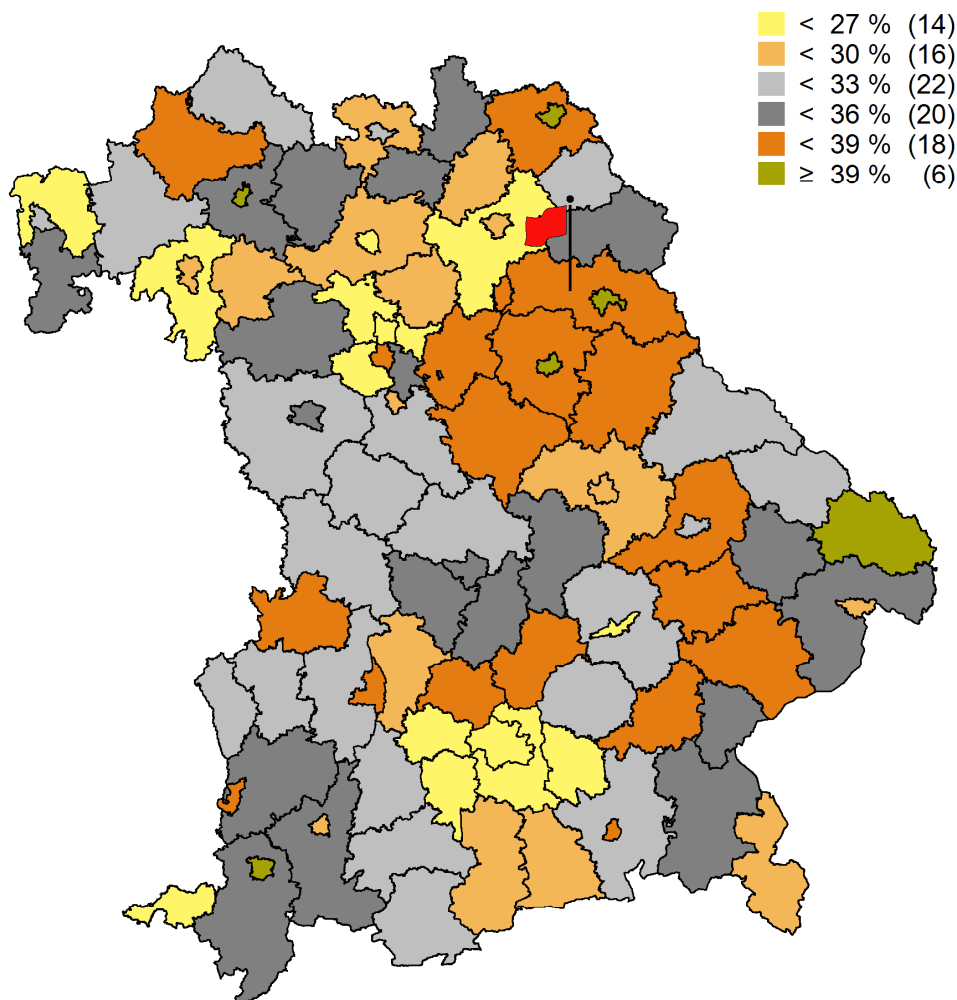 < 27 % (14)
< 30 % (16)
< 33 % (22)
< 36 % (20)
< 39 % (18)
≥ 39 % (6)